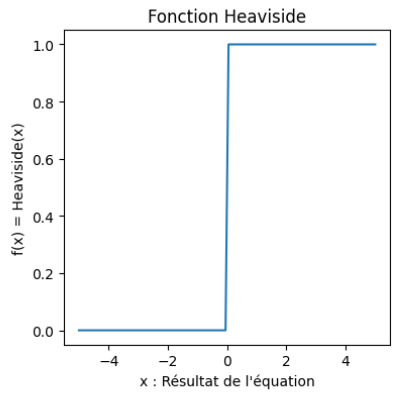 Fonction Heaviside
f(x) = Heaviside(x)
1.0
0.8
0.6
0.4
0.2
0.0
−4 −2 0 2 4
x : Résultat de l'équation